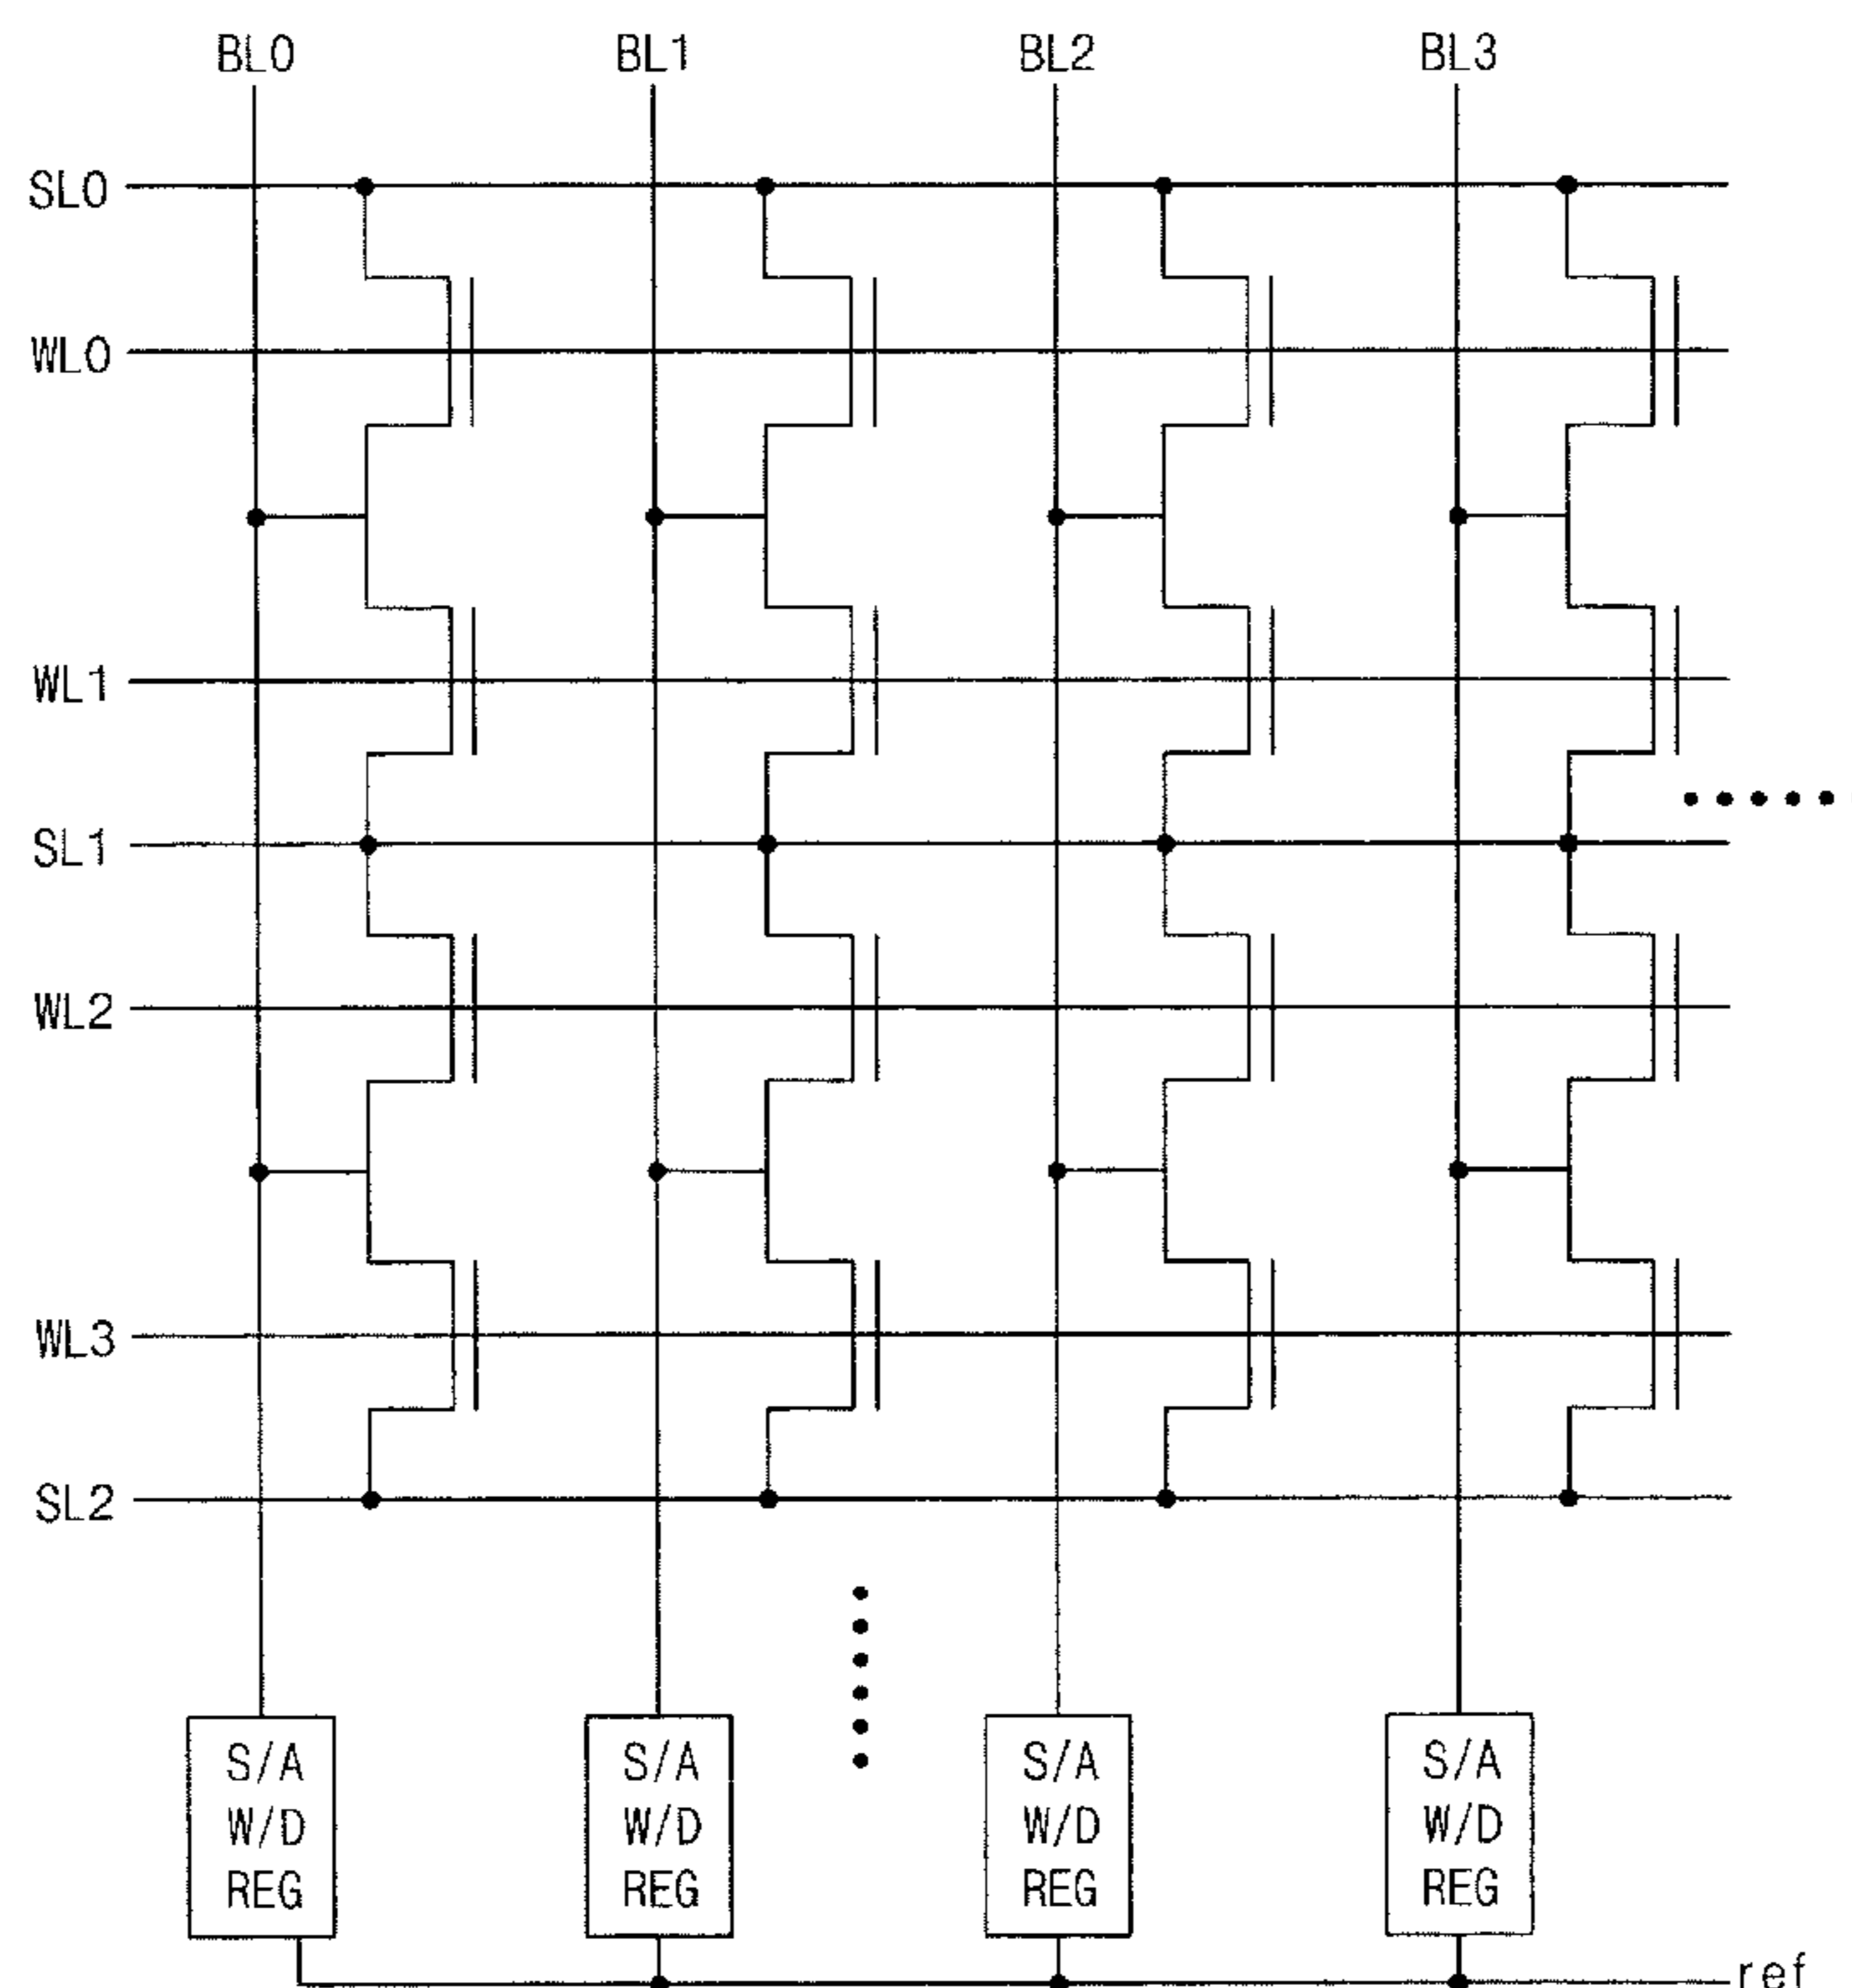 BL0 BL1 BL2 BL3
SL0
WL0
WL1
SL1
WL2
WL3
SL2
S/A S/A S/A S/A
W/D W/D W/D W/D
REG REG REG REG
ref